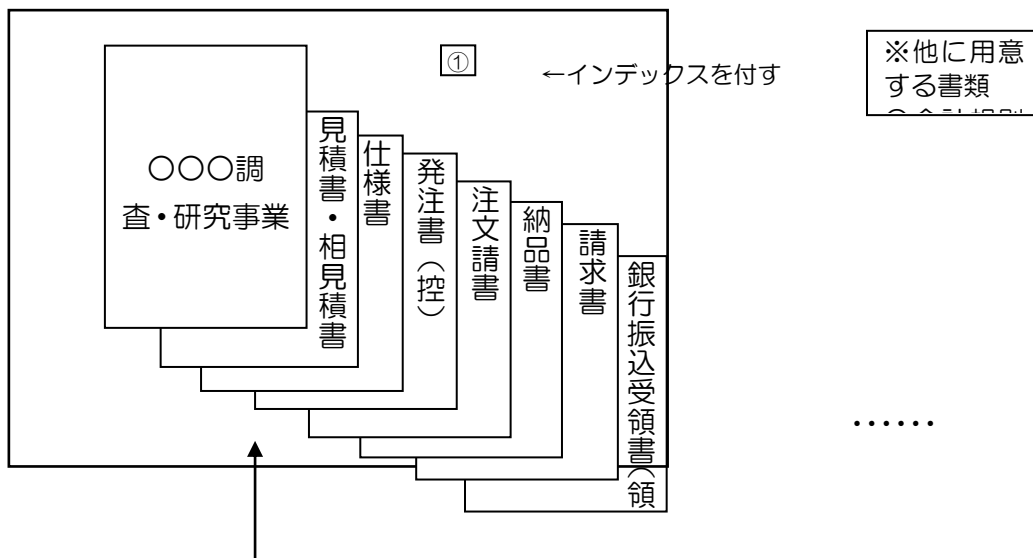 ①
←インデックスを付す
※他に用意
する書類
〇〇〇調
査・研究事業
見積書・相見積書
仕様書
発注書（控）
注文請書
納品書
請求書
銀行振込受領書（領
……